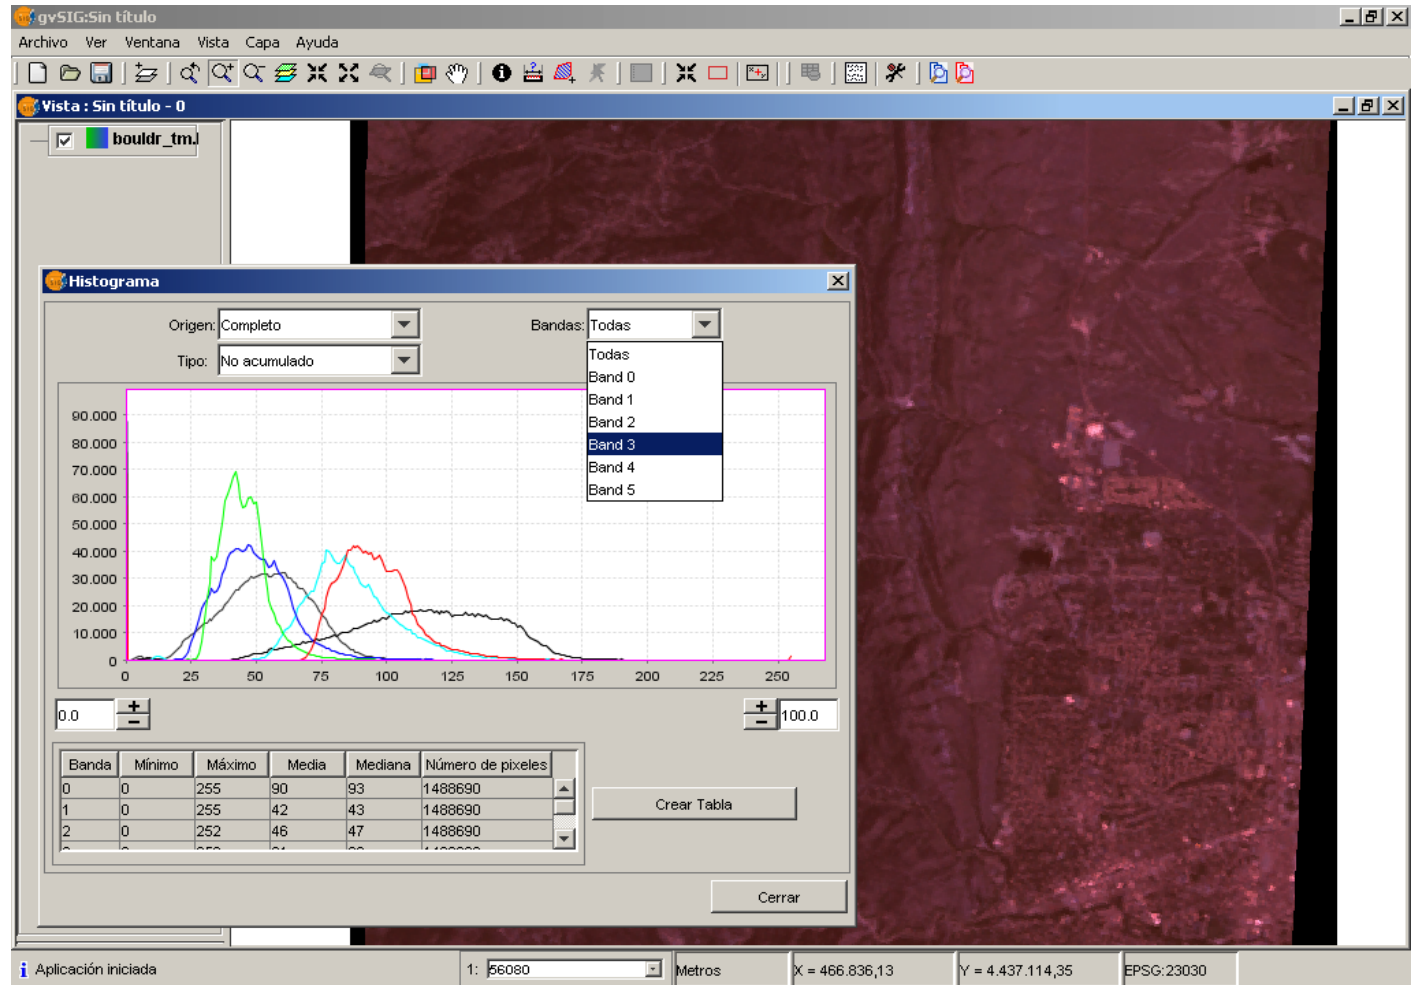 gvSIG:Sin título
Archivo Ver Ventana Vista Capa Ayuda
Vista : Sin título - 0
bouldr_tm.
Histograma
Origen: Completo
Bandas: Todas
Tipo: No acumulado
Todas
Band 0
Band 1
Band 2
Band 3
Band 4
Band 5
90.000
80.000
70.000
60.000
50.000
40.000
30.000
20.000
10.000
0
0 25 50 75 100 125 150 175 200 225 250
0.0 + −
+ − 100.0
Banda Mínimo Máximo Media Mediana Número de pixeles
0 0 255 90 93 1488690
1 0 255 42 43 1488690
2 0 252 46 47 1488690
Crear Tabla
Cerrar
Aplicación iniciada
1: 56080
Metros
X = 466.836,13
Y = 4.437.114,35
EPSG:23030